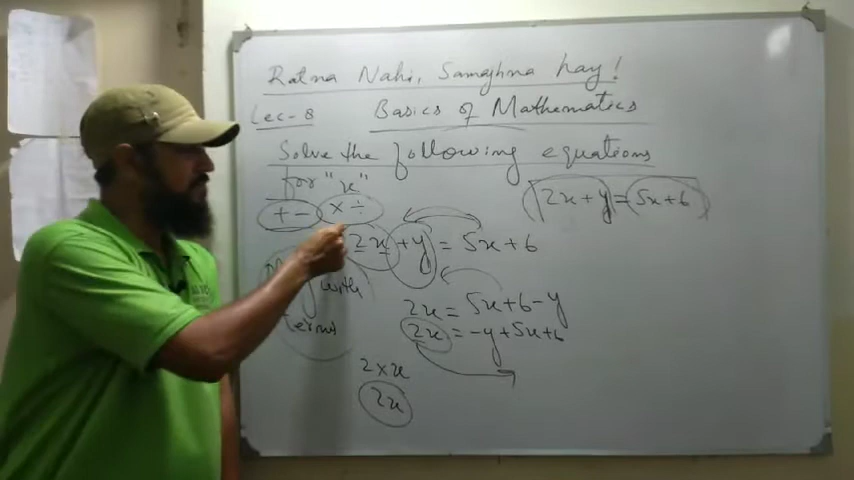 Ratna Nahi, Samajhna hay!
Lec-8 Basics of Mathematics
Solve the following equations
for "x"
2x + y = 5x + 6
+ - × ÷
2x + y = 5x + 6
with
terms
2x = 5x + 6 - y
2x = -y + 5x + 6
2 × x
2x